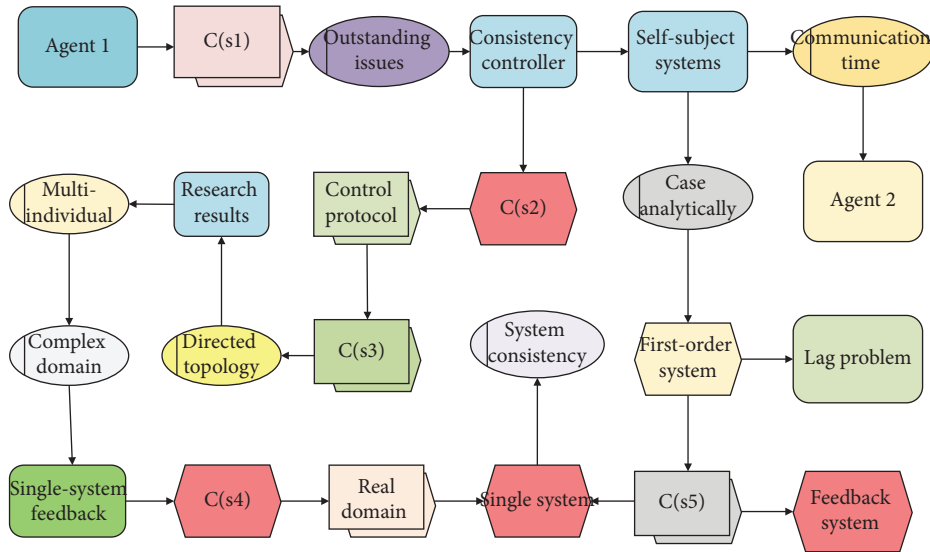 Agent 1
C(s1)
Outstanding
issues
Consistency
controller
Self-subject
systems
Communication
time
Multi-
individual
Research
results
Control
protocol
C(s2)
Case
analytically
Agent 2
Complex
domain
Directed
topology
C(s3)
System
consistency
First-order
system
Lag problem
Single-system
feedback
C(s4)
Real
domain
Single system
C(s5)
Feedback
system